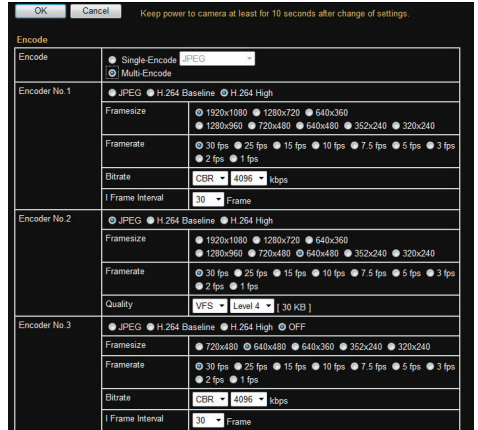 OK Cancel Keep power to camera at least for 10 seconds after change of settings.
Encode
Encode Single-Encode JPEG
Multi-Encode
Encoder No.1 JPEG H.264 Baseline H.264 High
Framesize 1920x1080 1280x720 640x360
1280x960 720x480 640x480 352x240 320x240
Framerate 30 fps 25 fps 15 fps 10 fps 7.5 fps 5 fps 3 fps
2 fps 1 fps
Bitrate CBR 4096 kbps
I Frame Interval 30 Frame
Encoder No.2 JPEG H.264 Baseline H.264 High
Framesize 1920x1080 1280x720 640x360
1280x960 720x480 640x480 352x240 320x240
Framerate 30 fps 25 fps 15 fps 10 fps 7.5 fps 5 fps 3 fps
2 fps 1 fps
Quality VFS Level 4 [ 30 KB ]
Encoder No.3 JPEG H.264 Baseline H.264 High OFF
Framesize 720x480 640x480 640x360 352x240 320x240
Framerate 30 fps 25 fps 15 fps 10 fps 7.5 fps 5 fps 3 fps
2 fps 1 fps
Bitrate CBR 4096 kbps
I Frame Interval 30 Frame